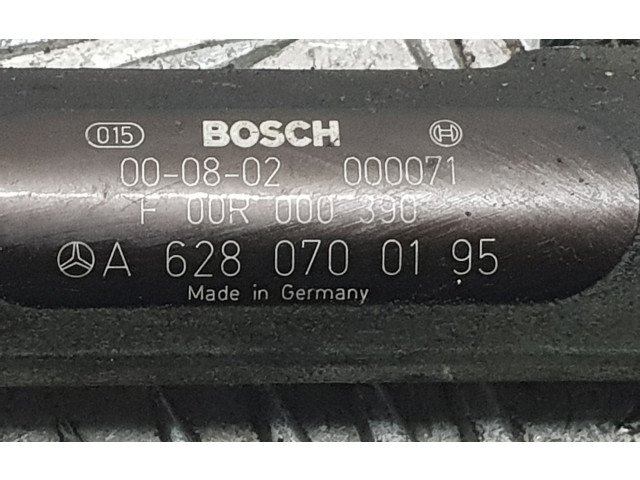 015 BOSCH
00-08-02 000071
F 00R 000 390
A 628 070 01 95
Made in Germany